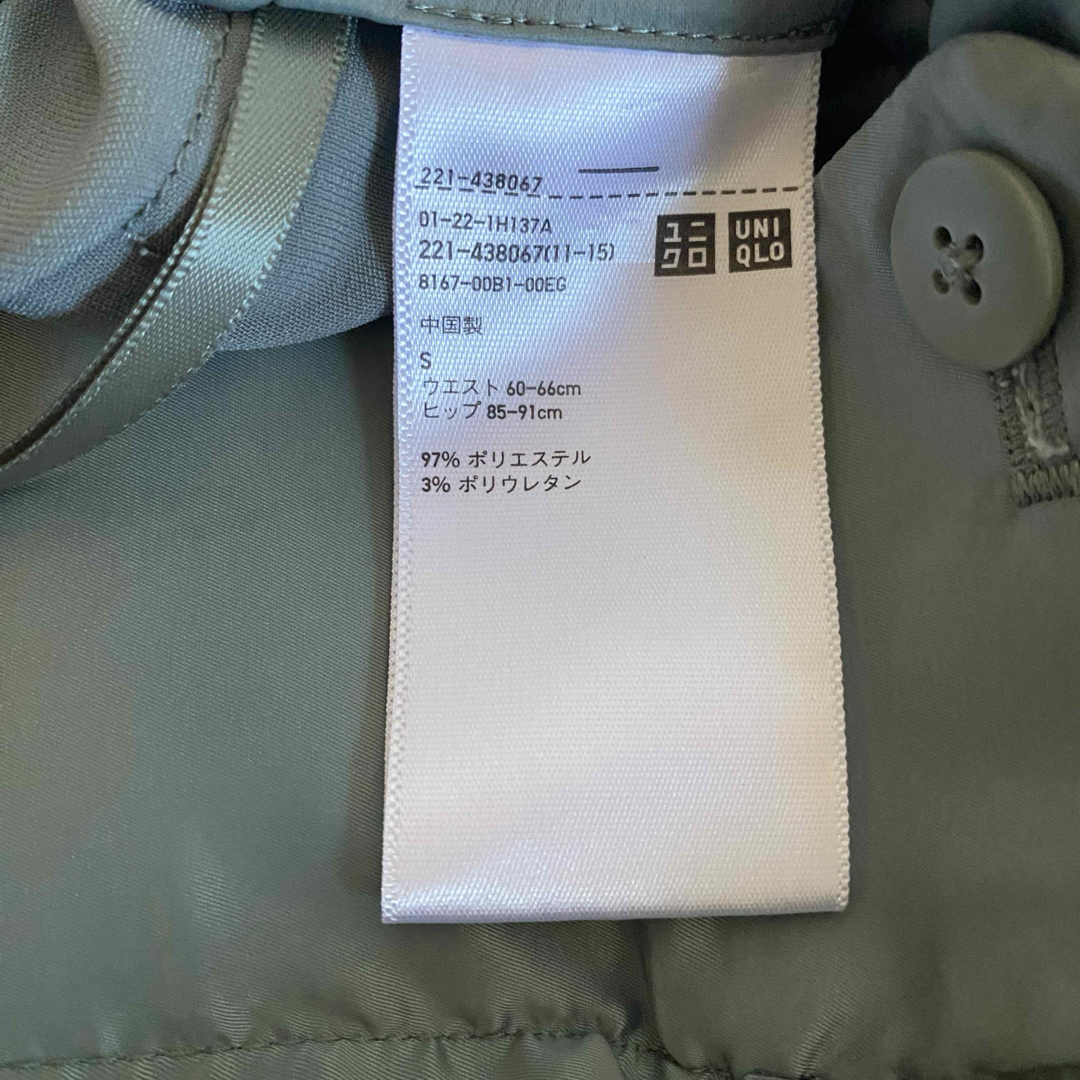 221-438067
01-22-1H137A
221-438067(11-15)
8167-00B1-00EG
ユニ
クロ
UNI
QLO
中国製
S
ウエスト 60-66cm
ヒップ 85-91cm
97% ポリエステル
3% ポリウレタン